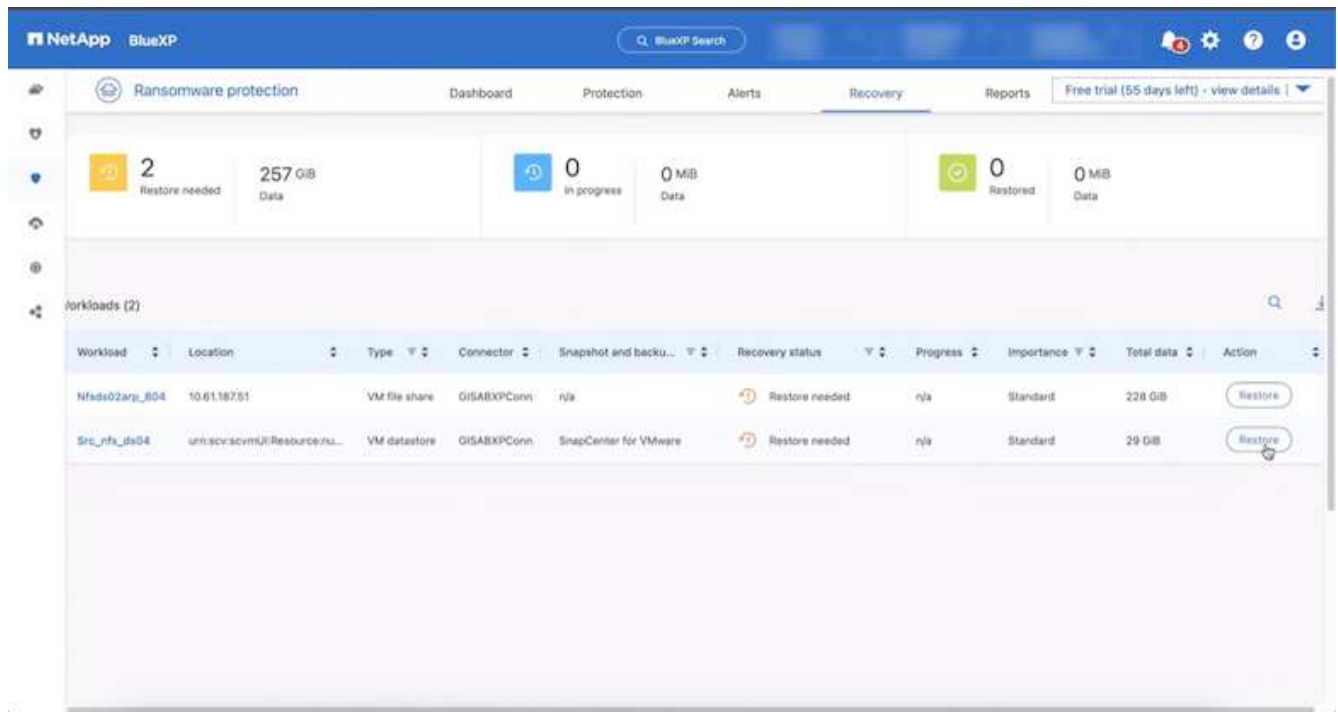 NetApp BlueXP BlueXP Search 4
Ransomware protection Dashboard Protection Alerts Recovery Reports Free trial (55 days left) - view details |
2 257 GiB 0 0 MiB 0 0 MiB
Restore needed Data In progress Data Restored Data
Workloads (2)
Workload Location Type Connector Snapshot and backu... Recovery status Progress Importance Total data Action
Nfsds02arp_804 10.61.187.51 VM file share GISABXPConn n/a Restore needed n/a Standard 228 GiB Restore
Src_nfs_ds04 urn:scv:scvmUI:Resource:nu... VM datastore GISABXPConn SnapCenter for VMware Restore needed n/a Standard 29 GiB Restore